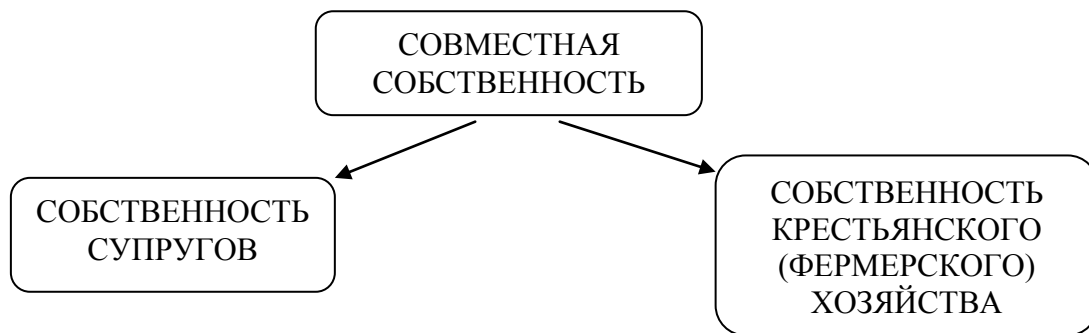 СОВМЕСТНАЯ
СОБСТВЕННОСТЬ
СОБСТВЕННОСТЬ
СУПРУГОВ
СОБСТВЕННОСТЬ
КРЕСТЬЯНСКОГО
(ФЕРМЕРСКОГО)
ХОЗЯЙСТВА